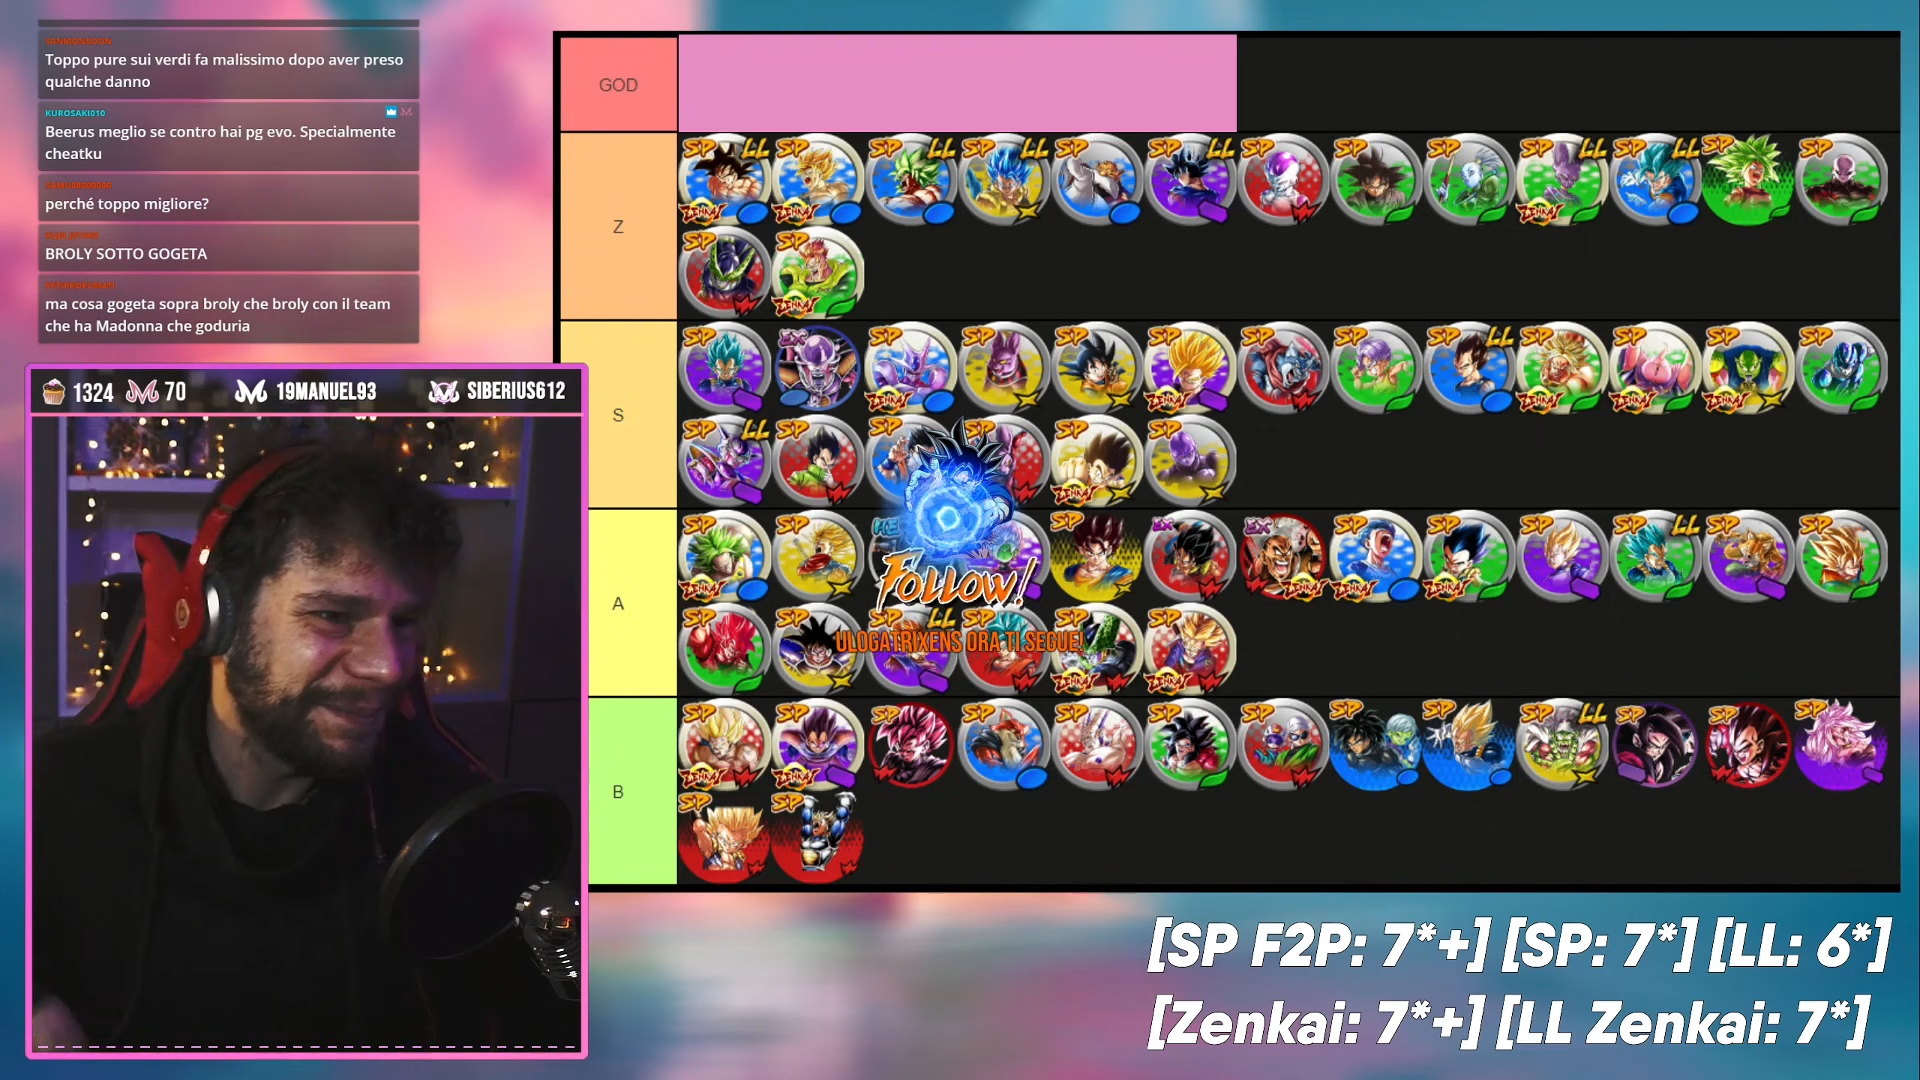 SANMONSOON
Toppo pure sui verdi fa malissimo dopo aver preso
qualche danno
KUROSAKI010
Beerus meglio se contro hai pg evo. Specialmente
cheatku
perché toppo migliore?
BROLY SOTTO GOGETA
ma cosa gogeta sopra broly che broly con il team
che ha Madonna che goduria
1324 70 19MANUEL93 SIBERIUS612
GOD
Z
S
A
B
FOLLOW!
ULOGATRIXENS ORA TI SEGUE!
[SP F2P: 7*+] [SP: 7*] [LL: 6*]
[Zenkai: 7*+] [LL Zenkai: 7*]